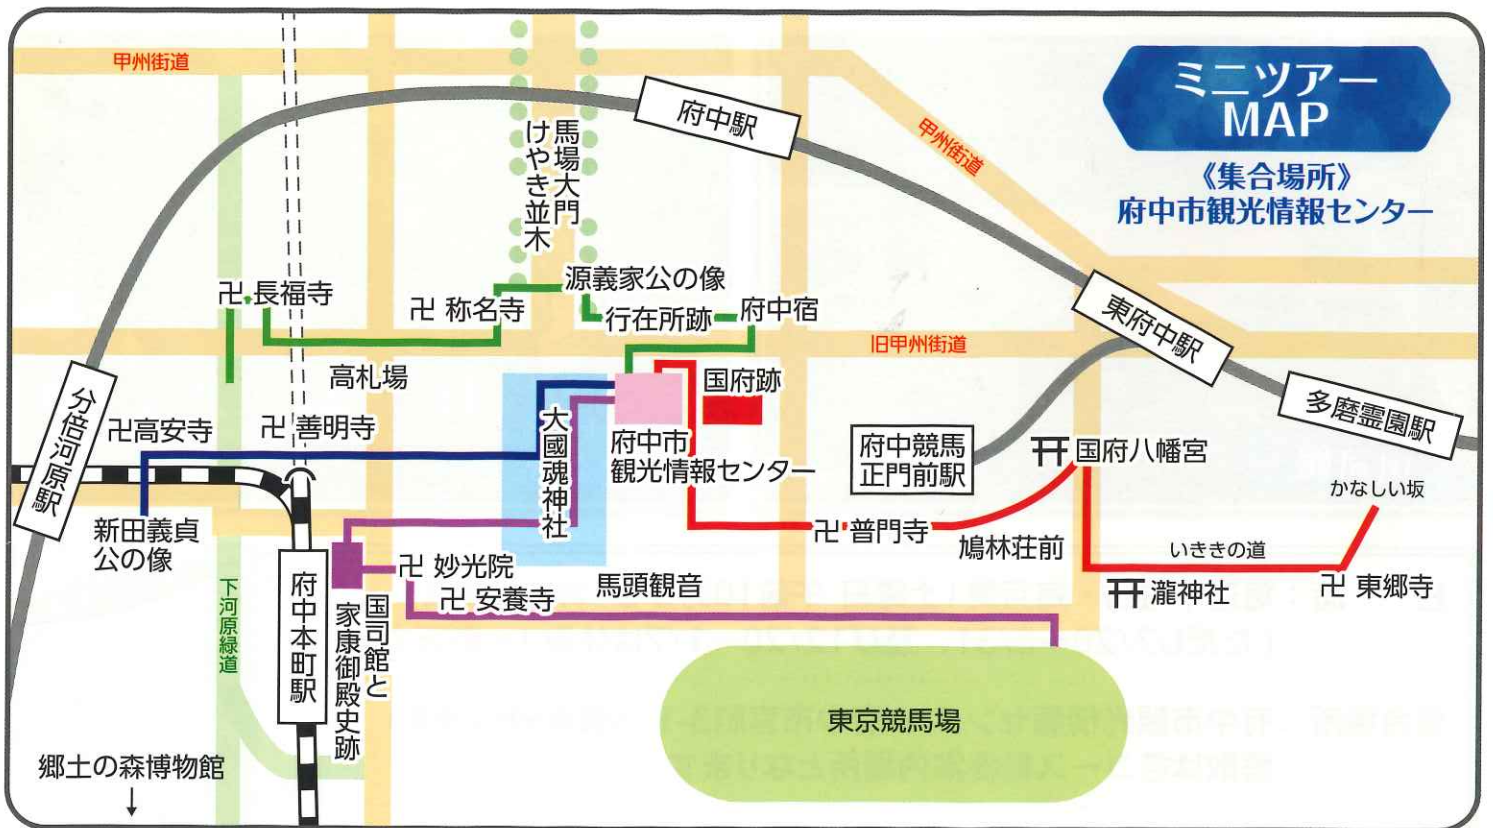 ミニツアー
MAP
《集合場所》
府中市観光情報センター
甲州街道
府中駅
甲州街道
馬場大門
けやき並木
源義家公の像
卍 長福寺
卍 称名寺
行在所跡
府中宿
東府中駅
旧甲州街道
高札場
国府跡
分倍河原駅
多磨霊園駅
卍高安寺
卍 善明寺
大國魂神社
府中市
観光情報センター
府中競馬
正門前駅
国府八幡宮
かなしい坂
新田義貞
公の像
卍 普門寺
鳩林荘前
いききの道
卍 妙光院
卍 安養寺
馬頭観音
瀧神社
卍 東郷寺
下河原緑道
府中本町駅
国司館と
家康御殿史跡
東京競馬場
郷土の森博物館
↓